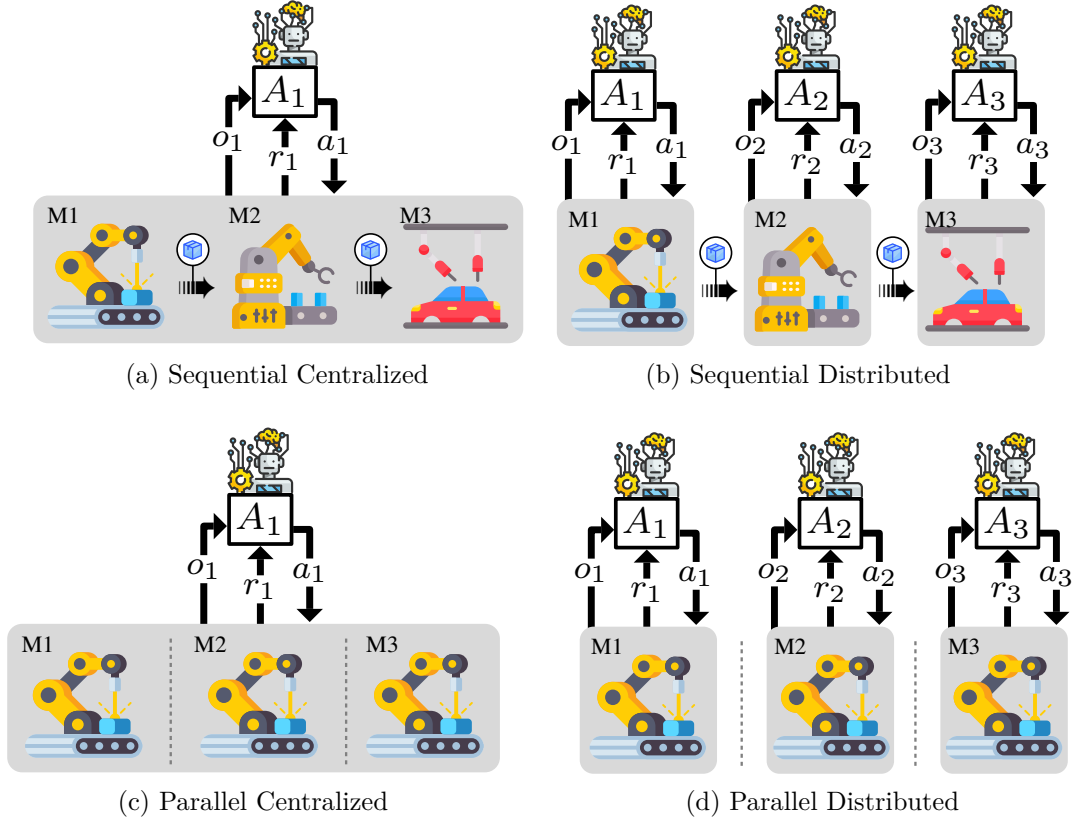 A₁
o₁ r₁ a₁
M1 M2 M3
(a) Sequential Centralized
A₁ A₂ A₃
o₁ r₁ a₁ o₂ r₂ a₂ o₃ r₃ a₃
M1 M2 M3
(b) Sequential Distributed
A₁
o₁ r₁ a₁
M1 M2 M3
(c) Parallel Centralized
A₁ A₂ A₃
o₁ r₁ a₁ o₂ r₂ a₂ o₃ r₃ a₃
M1 M2 M3
(d) Parallel Distributed